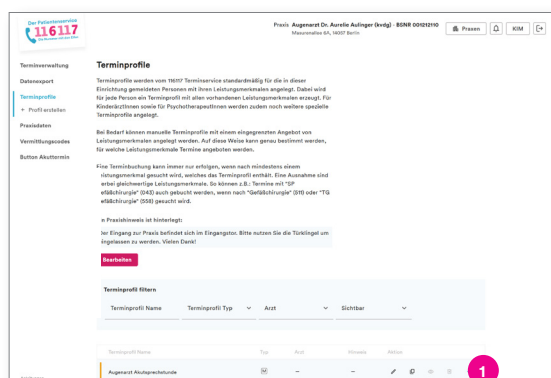 Der Patientenservice
116117
Die Nummer mit den Elfen
Praxis Augenarzt Dr. Aurelie Aulinger (kvdg) - BSNR 001212110
Masurenallee 6A, 14057 Berlin
Praxen
KIM
Terminverwaltung
Datenexport
Terminprofile
+ Profil erstellen
Praxisdaten
Vermittlungscodes
Button Akuttermin
Terminprofile
Terminprofile werden vom 116117 Terminservice standardmäßig für die in dieser
Einrichtung gemeldeten Personen mit ihren Leistungsmerkmalen angelegt. Dabei wird
für jede Person ein Terminprofil mit allen vorhandenen Leistungsmerkmalen erzeugt. Für
KinderärztInnen sowie für PsychotherapeutInnen werden zudem noch weitere spezielle
Terminprofile angelegt.
Bei Bedarf können manuelle Terminprofile mit einem eingegrenzten Angebot von
Leistungsmerkmalen angelegt werden. Auf diese Weise kann genau bestimmt werden,
für welche Leistungsmerkmale Termine angeboten werden.
Eine Terminbuchung kann immer nur erfolgen, wenn nach mindestens einem
eistungsmerkmal gesucht wird, welches das Terminprofil enthält. Eine Ausnahme sind
erbei gleichwertige Leistungsmerkmale. So können z.B.: Termine mit "SP
efäßchirurgie" (043) auch gebucht werden, wenn nach "Gefäßchirurgie" (511) oder "TG
efäßchirurgie" (558) gesucht wird.
n Praxishinweis ist hinterlegt:
Der Eingang zur Praxis befindet sich im Eingangstor. Bitte nutzen Sie die Türklingel um
eingelassen zu werden. Vielen Dank!
Bearbeiten
Terminprofil filtern
Terminprofil Name
Terminprofil Typ
Arzt
Sichtbar
Terminprofil Name Typ Arzt Hinweis Aktion
Augenarzt Akutsprechstunde M – –
1